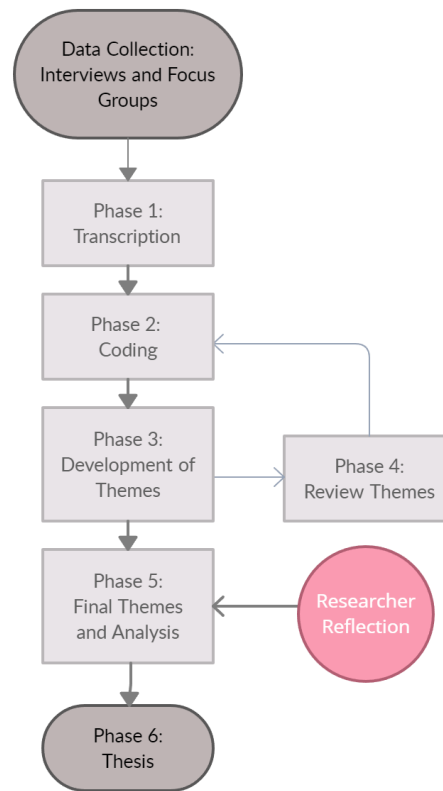 Data Collection:
Interviews and Focus
Groups
Phase 1:
Transcription
Phase 2:
Coding
Phase 3:
Development of
Themes
Phase 4:
Review Themes
Phase 5:
Final Themes
and Analysis
Researcher
Reflection
Phase 6:
Thesis